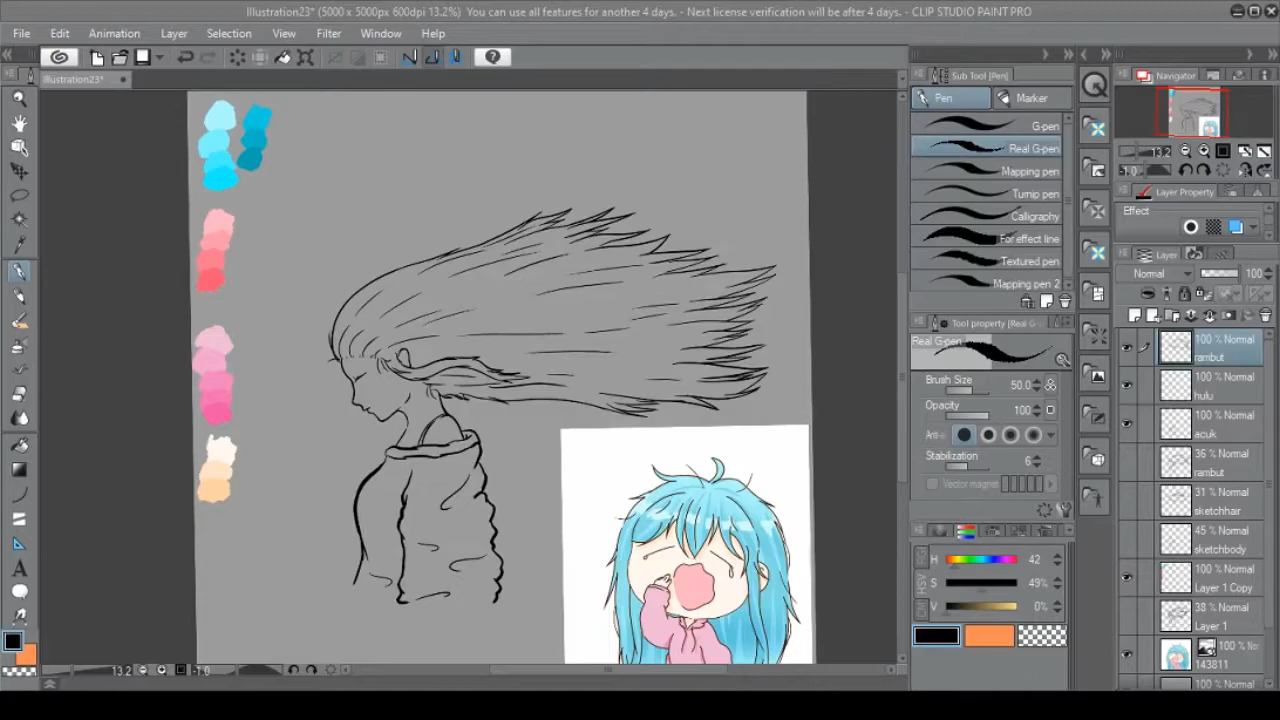 Illustration23* (5000 x 5000px 600dpi 13.2%)  You can use all features for another 4 days. - Next license verification will be after 4 days. - CLIP STUDIO PAINT PRO
File Edit Animation Layer Selection View Filter Window Help
Illustration23*
Sub Tool [Pen]
Navigator
Pen
Marker
G-pen
Real G-pen
Mapping pen
Turnip pen
Calligraphy
For effect line
Textured pen
Mapping pen 2
13.2
-1.0
Layer Property
Effect
Layer
Normal 100
Tool property [Real G
Real G-pen
Brush Size 50.0
Opacity 100
Anti-
Stabilization 6
Vector magnet
H 42
S 49%
V 0%
100 % Normal
rambut
100 % Normal
hulu
100 % Normal
acuk
36 % Normal
rambut
31 % Normal
sketchhair
45 % Normal
sketchbody
100 % Normal
Layer 1 Copy
38 % Normal
Layer 1
100 % No
143811
100 % Normal
13.2
-1.0